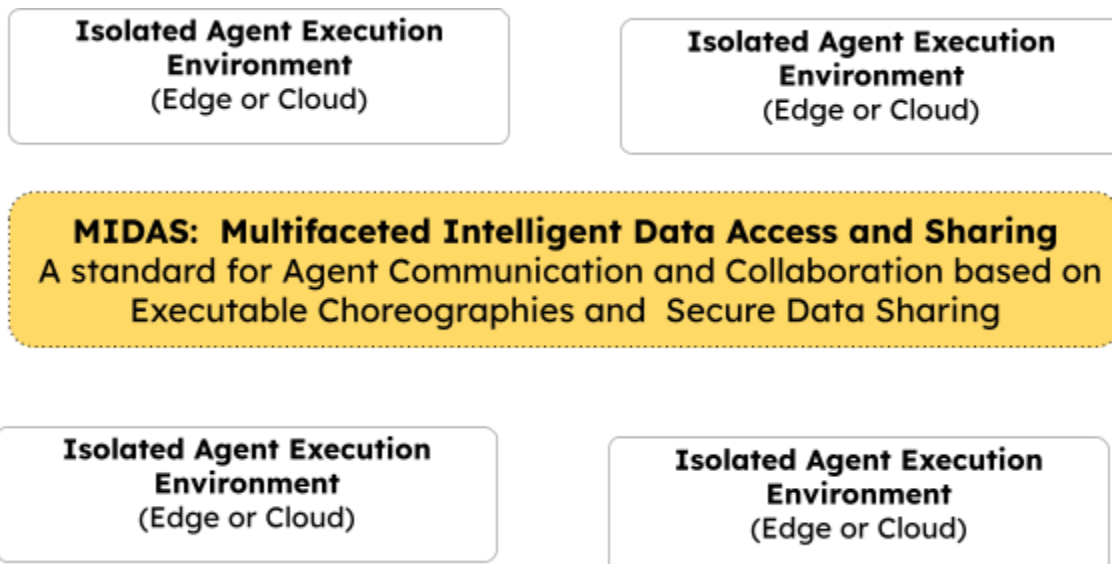 Isolated Agent Execution
Environment
(Edge or Cloud)
Isolated Agent Execution
Environment
(Edge or Cloud)
MIDAS:  Multifaceted Intelligent Data Access and Sharing
A standard for Agent Communication and Collaboration based on
Executable Choreographies and  Secure Data Sharing
Isolated Agent Execution
Environment
(Edge or Cloud)
Isolated Agent Execution
Environment
(Edge or Cloud)